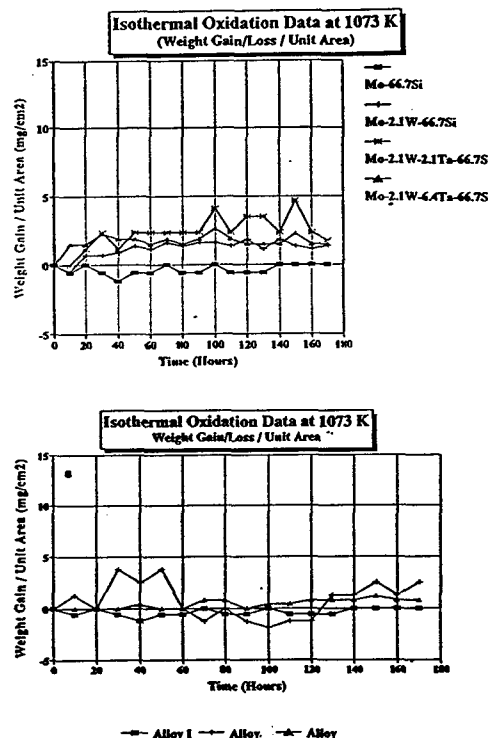 Isothermal Oxidation Data at 1073 K
(Weight Gain/Loss / Unit Area)
Weight Gain / Unit Area (mg/cm2)
15
10
5
0
-5
0 20 40 60 80 100 120 140 160 180
Time (Hours)
Mo-66.7Si
Mo-2.1W-66.7Si
Mo-2.1W-2.1Ta-66.7S
Mo-2.1W-6.4Ta-66.7S
Isothermal Oxidation Data at 1073 K
Weight Gain/Loss / Unit Area
Weight Gain / Unit Area (mg/cm2)
15
10
5
0
-5
0 20 40 60 80 100 120 140 160 180
Time (Hours)
Alloy I Alloy. Alloy